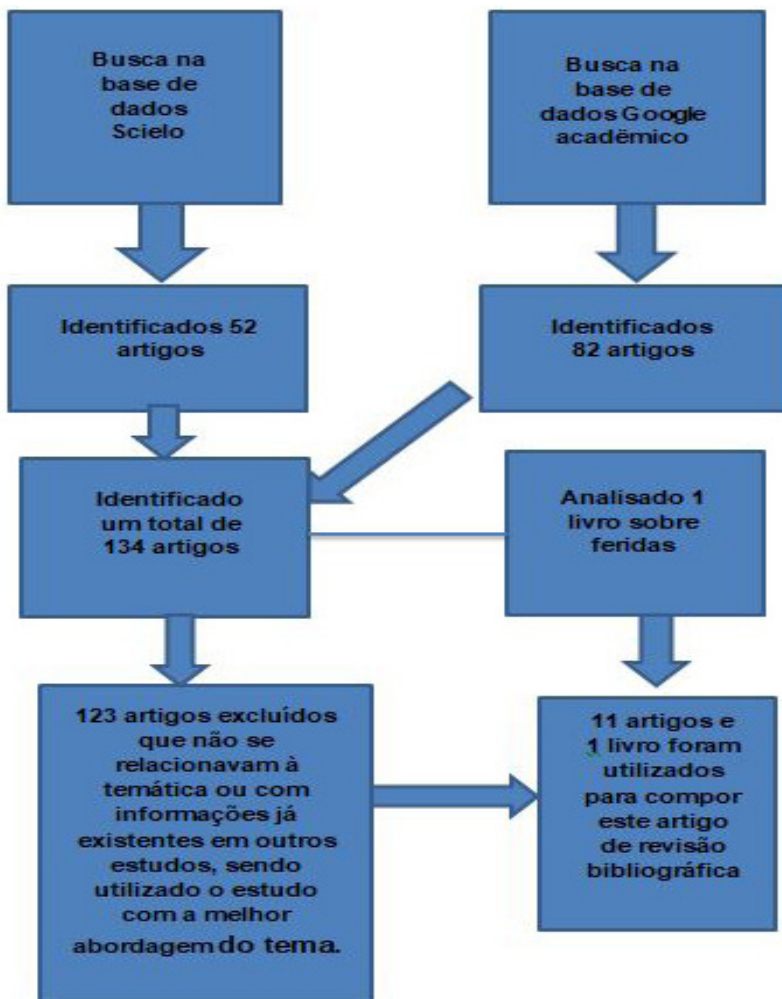 Busca na
base de
dados
Scielo
Busca na
base de
dados Google
acadêmico
Identificados 52
artigos
Identificados
82 artigos
Identificado
um total de
134 artigos
Analisado 1
livro sobre
feridas
123 artigos excluídos
que não se
relacionavam à
temática ou com
informações já
existentes em outros
estudos, sendo
utilizado o estudo
com a melhor
abordagem do tema.
11 artigos e
1 livro foram
utilizados
para compor
este artigo
de revisão
bibliográfica